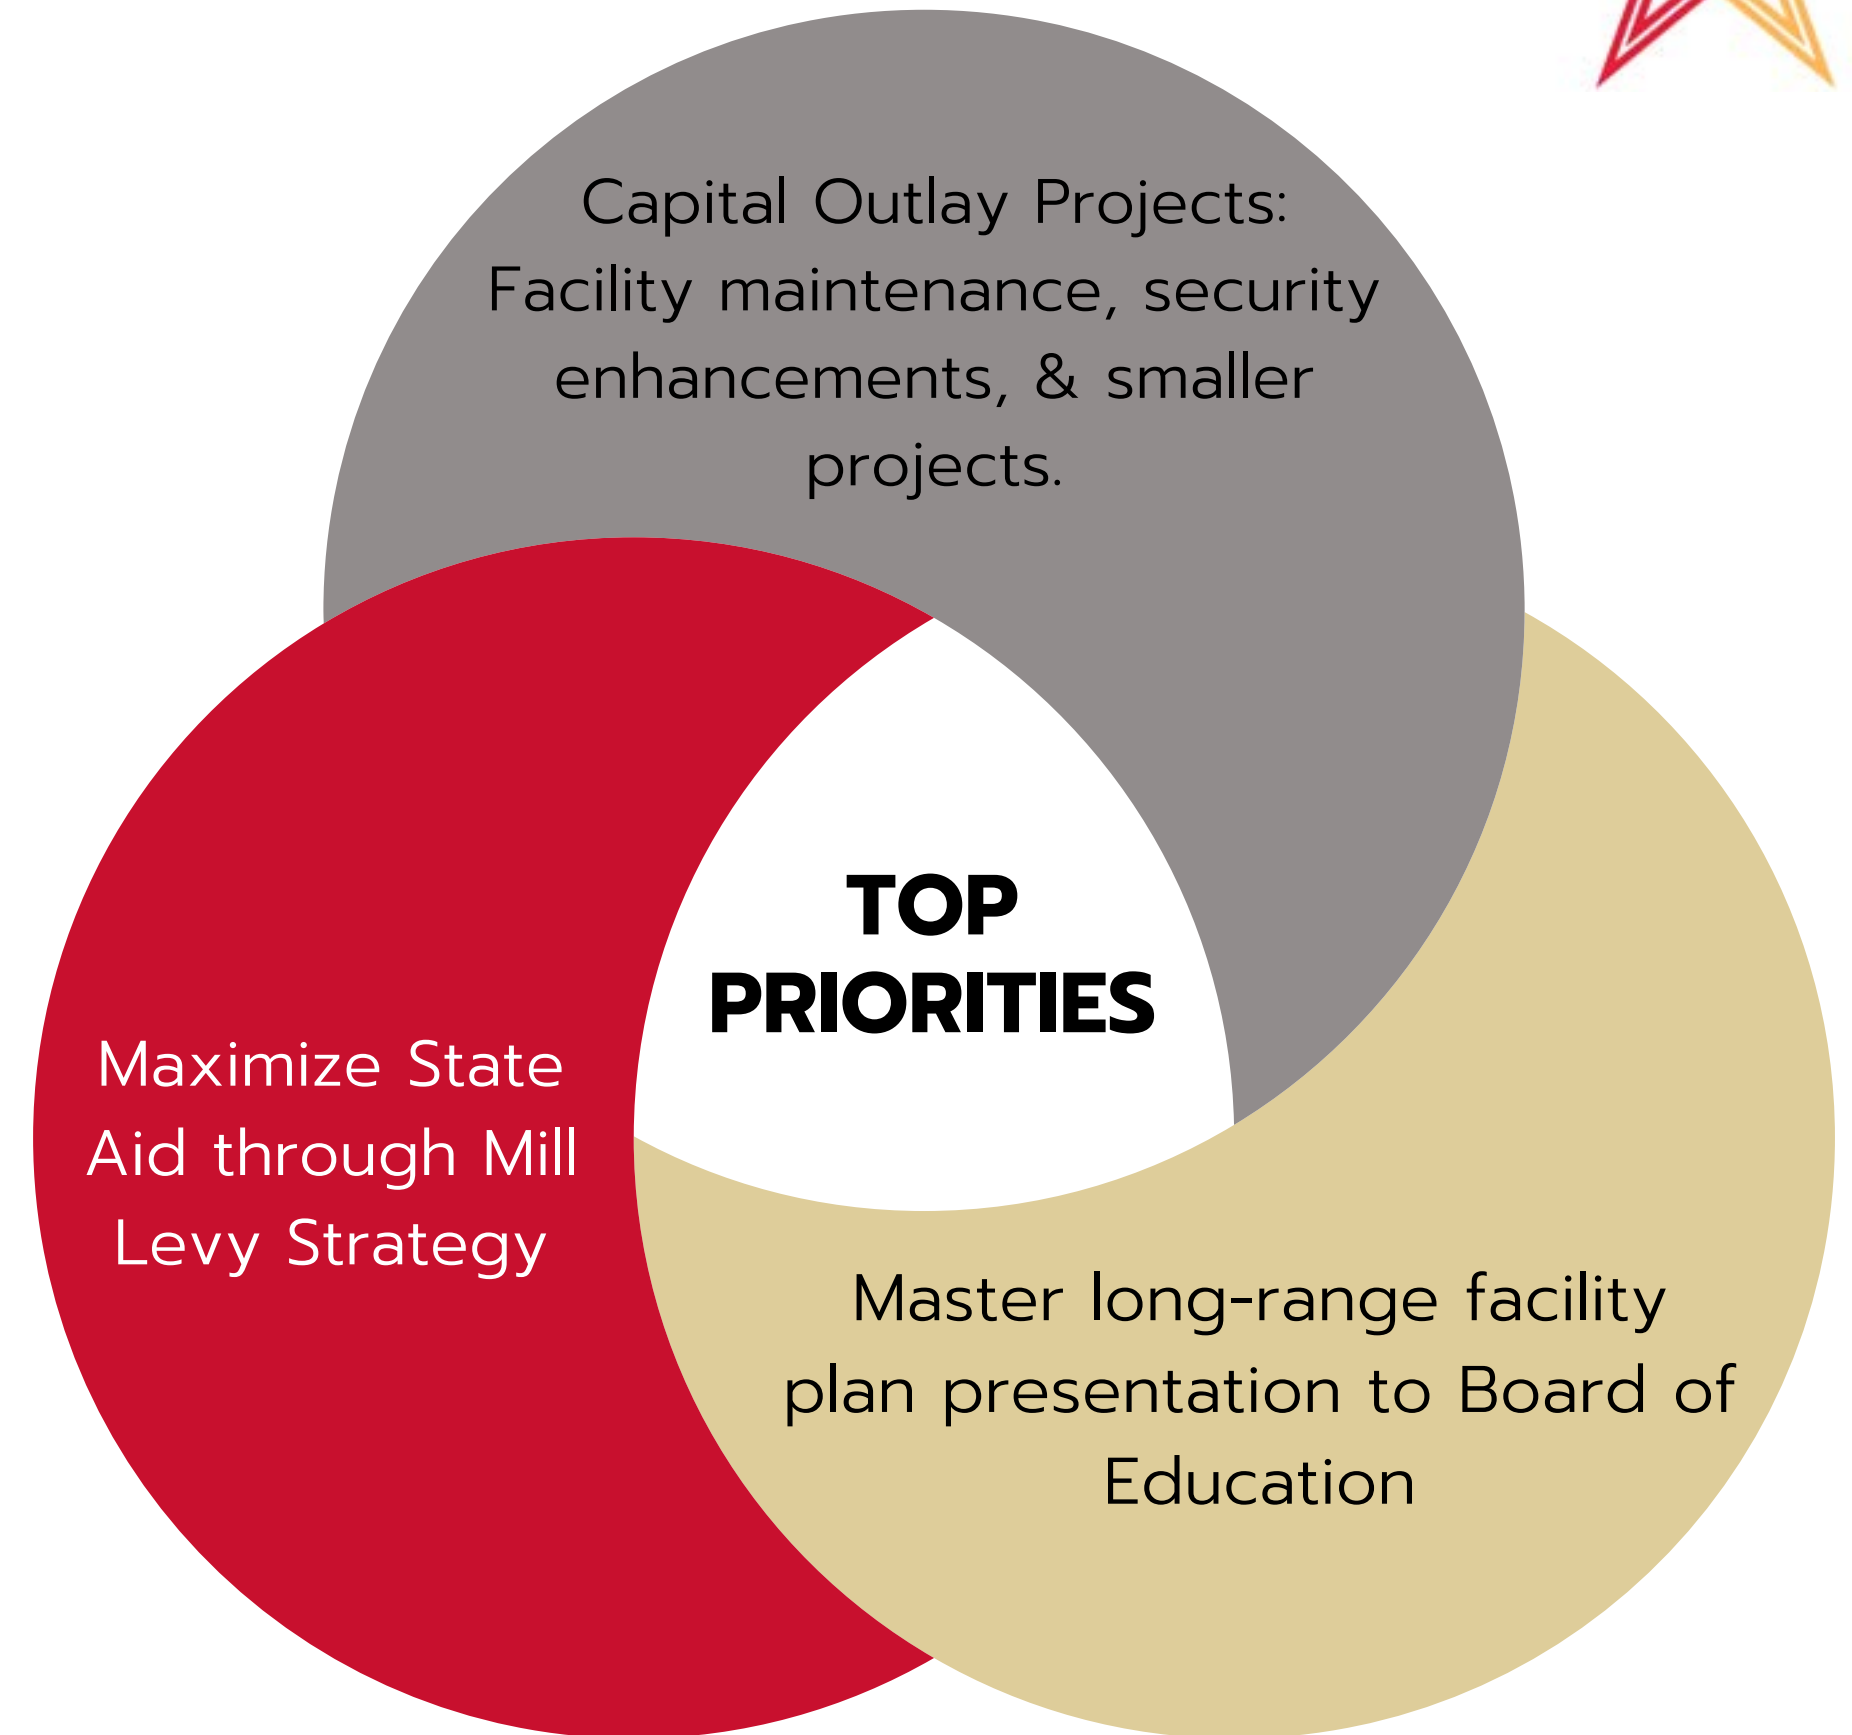 Capital Outlay Projects:
Facility maintenance, security
enhancements, & smaller
projects.
TOP
PRIORITIES
Maximize State
Aid through Mill
Levy Strategy
Master long-range facility
plan presentation to Board of
Education